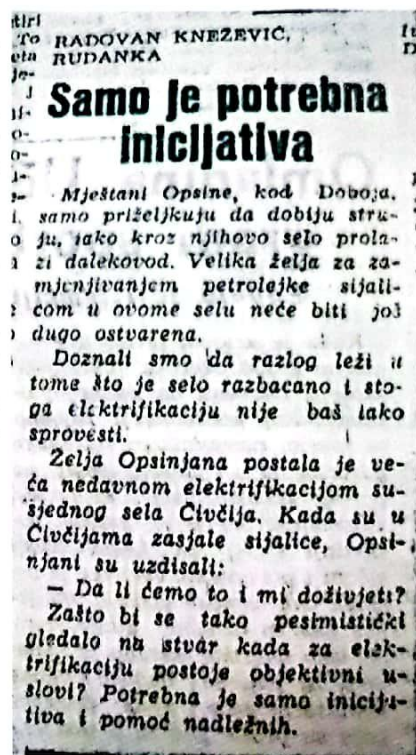 RADOVAN KNEŽEVIĆ,
RUDANKA
Samo je potrebna
inicijativa
Mještani Opsine, kod Doboja,
samo priželjkuju da dobiju stru-
ju, iako kroz njihovo selo prola-
zi dalekovod. Velika želja za za-
mjenjivanjem petrolejke sijali-
com u ovome selu neće biti još
dugo ostvarena.
Doznali smo da razlog leži u
tome što je selo razbacano i sto-
ga elektrifikaciju nije baš lako
sprovesti.
Želja Opsinjana postala je ve-
ća nedavnom elektrifikacijom su-
sjednog sela Čivčija. Kada su u
Čivčijama zasjale sijalice, Opsi-
njani su uzdisali:
— Da li ćemo to i mi doživjeti?
Zašto bi se tako pesimistički
gledalo na stvar kada za elek-
trifikaciju postoje objektivni u-
slovi? Potrebna je samo inicija-
tiva i pomoć nadležnih.